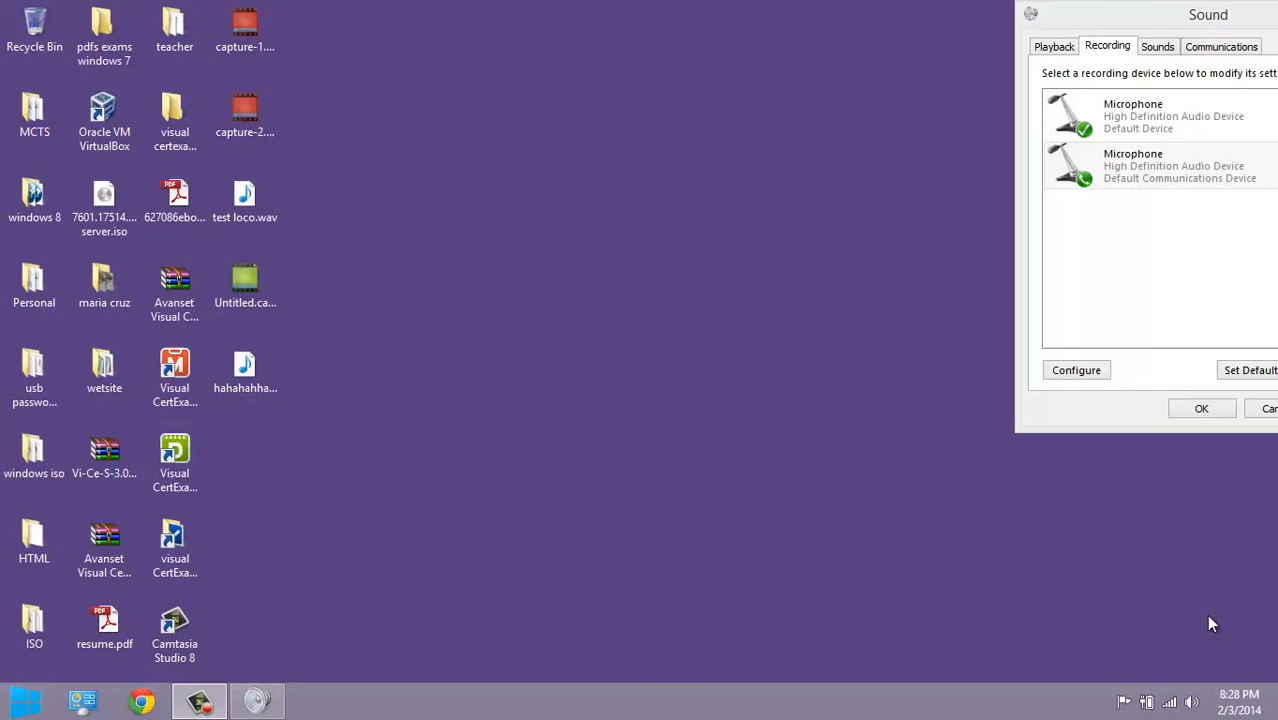 Recycle Bin
pdfs exams
windows 7
teacher
capture-1....
MCTS
Oracle VM
VirtualBox
visual
certexa...
capture-2....
windows 8
7601.17514....
server.iso
627086ebo...
test loco.wav
Personal
maria cruz
Avanset
Visual C...
Untitled.ca...
usb
passwo...
wetsite
Visual
CertExa...
hahahahha...
windows iso
Vi-Ce-S-3.0...
Visual
CertExa...
HTML
Avanset
Visual Ce...
visual
CertExa...
ISO
resume.pdf
Camtasia
Studio 8
Sound
Playback
Recording
Sounds
Communications
Select a recording device below to modify its sett
Microphone
High Definition Audio Device
Default Device
Microphone
High Definition Audio Device
Default Communications Device
Configure
Set Default
OK
Can
8:28 PM
2/3/2014